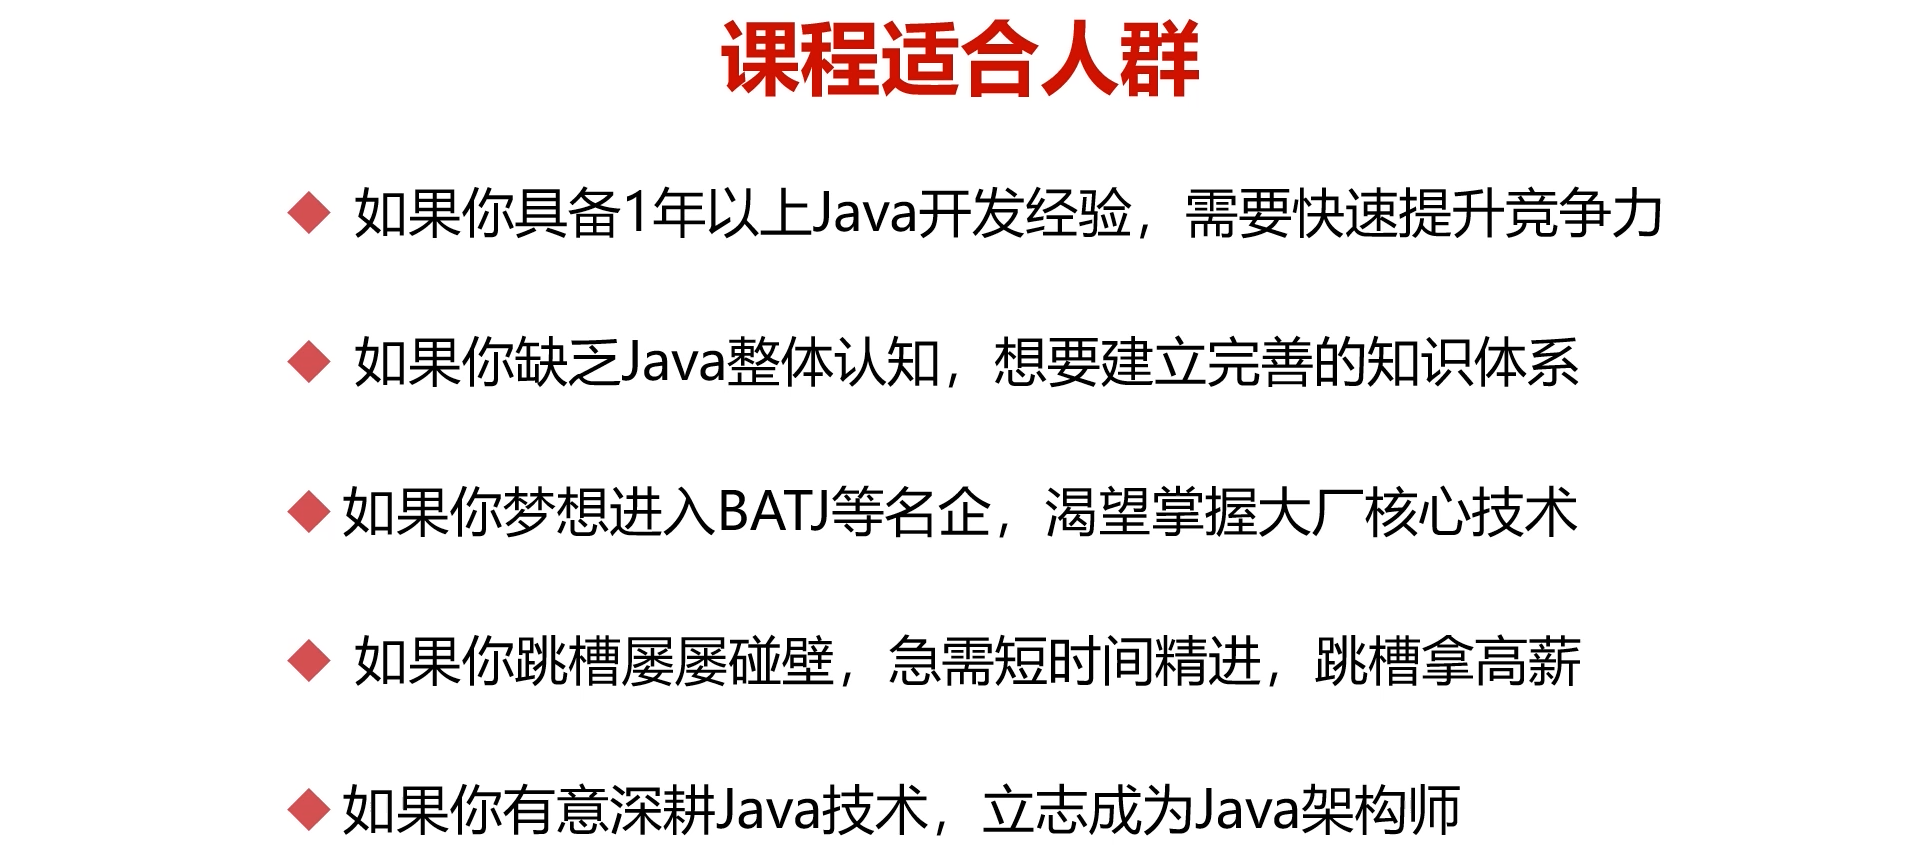 课程适合人群
如果你具备1年以上Java开发经验，需要快速提升竞争力
如果你缺乏Java整体认知，想要建立完善的知识体系
如果你梦想进入BATJ等名企，渴望掌握大厂核心技术
如果你跳槽屡屡碰壁，急需短时间精进，跳槽拿高薪
如果你有意深耕Java技术，立志成为Java架构师